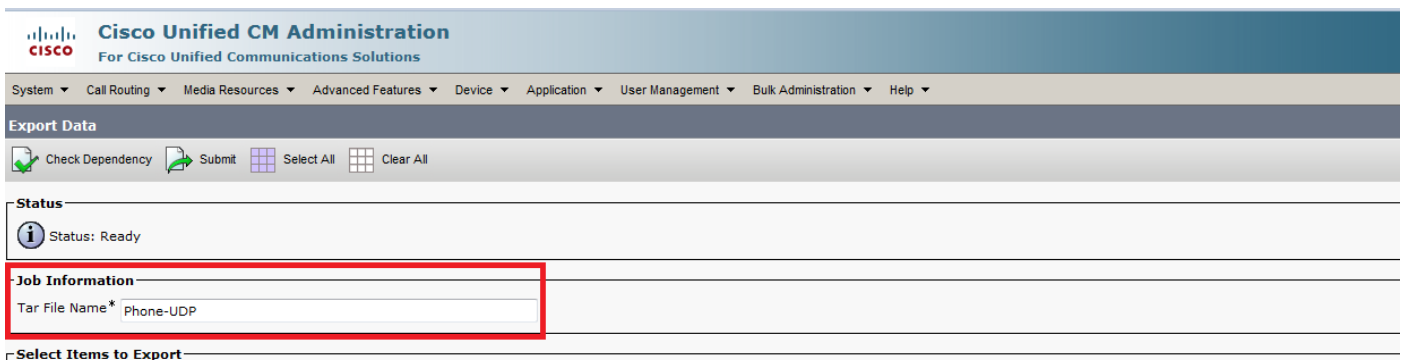 CISCO
Cisco Unified CM Administration
For Cisco Unified Communications Solutions
System Call Routing Media Resources Advanced Features Device Application User Management Bulk Administration Help
Export Data
Check Dependency Submit Select All Clear All
Status
Status: Ready
Job Information
Tar File Name* Phone-UDP
Select Items to Export